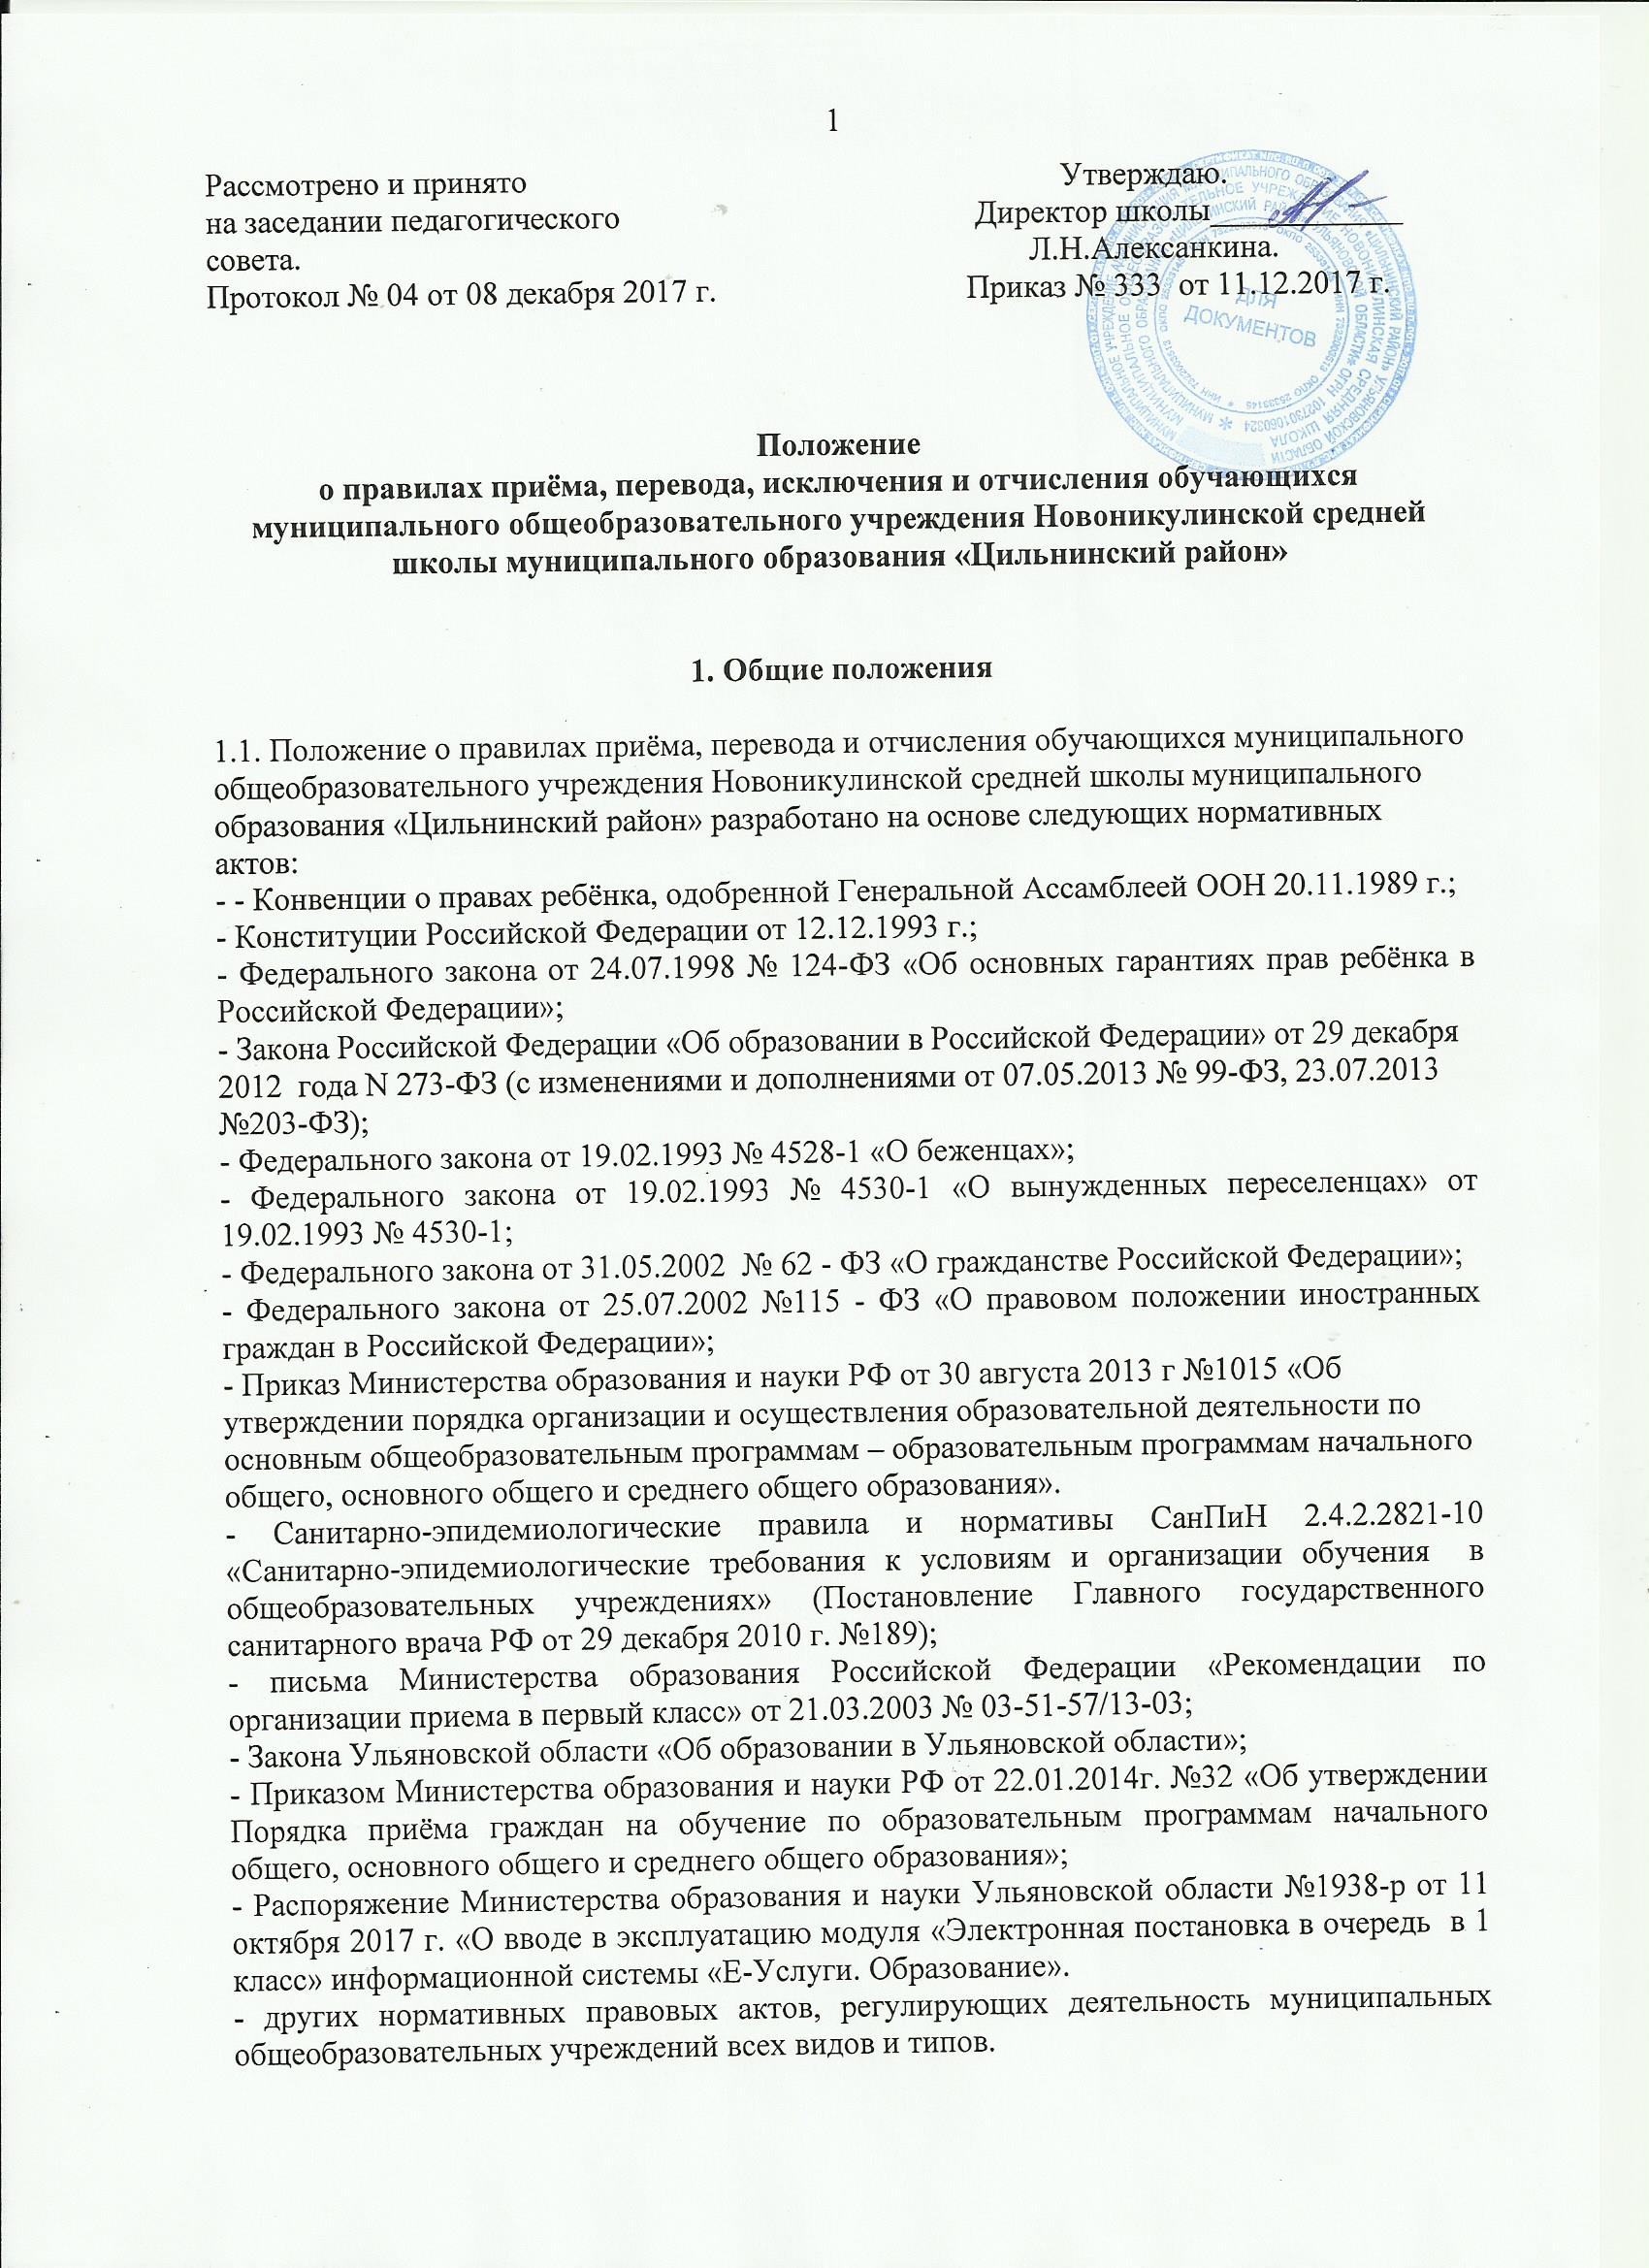 1
Рассмотрено и принято
на заседании педагогического
совета.
Протокол № 04 от 08 декабря 2017 г.
Утверждаю.
Директор школы____________
Л.Н.Алексанкина.
Приказ № 333 от 11.12.2017 г.
ДЛЯ
ДОКУМЕНТОВ
Положение
о правилах приёма, перевода, исключения и отчисления обучающихся
муниципального общеобразовательного учреждения Новоникулинской средней
школы муниципального образования «Цильнинский район»
1. Общие положения
1.1. Положение о правилах приёма, перевода и отчисления обучающихся муниципального
общеобразовательного учреждения Новоникулинской средней школы муниципального
образования «Цильнинский район» разработано на основе следующих нормативных
актов:
- - Конвенции о правах ребёнка, одобренной Генеральной Ассамблеей ООН 20.11.1989 г.;
- Конституции Российской Федерации от 12.12.1993 г.;
- Федерального закона от 24.07.1998 № 124-ФЗ «Об основных гарантиях прав ребёнка в
Российской Федерации»;
- Закона Российской Федерации «Об образовании в Российской Федерации» от 29 декабря
2012 года N 273-ФЗ (с изменениями и дополнениями от 07.05.2013 № 99-ФЗ, 23.07.2013
№203-ФЗ);
- Федерального закона от 19.02.1993 № 4528-1 «О беженцах»;
- Федерального закона от 19.02.1993 № 4530-1 «О вынужденных переселенцах» от
19.02.1993 № 4530-1;
- Федерального закона от 31.05.2002 № 62 - ФЗ «О гражданстве Российской Федерации»;
- Федерального закона от 25.07.2002 №115 - ФЗ «О правовом положении иностранных
граждан в Российской Федерации»;
- Приказ Министерства образования и науки РФ от 30 августа 2013 г №1015 «Об
утверждении порядка организации и осуществления образовательной деятельности по
основным общеобразовательным программам – образовательным программам начального
общего, основного общего и среднего общего образования».
- Санитарно-эпидемиологические правила и нормативы СанПиН 2.4.2.2821-10
«Санитарно-эпидемиологические требования к условиям и организации обучения в
общеобразовательных учреждениях» (Постановление Главного государственного
санитарного врача РФ от 29 декабря 2010 г. №189);
- письма Министерства образования Российской Федерации «Рекомендации по
организации приема в первый класс» от 21.03.2003 № 03-51-57/13-03;
- Закона Ульяновской области «Об образовании в Ульяновской области»;
- Приказом Министерства образования и науки РФ от 22.01.2014г. №32 «Об утверждении
Порядка приёма граждан на обучение по образовательным программам начального
общего, основного общего и среднего общего образования»;
- Распоряжение Министерства образования и науки Ульяновской области №1938-р от 11
октября 2017 г. «О вводе в эксплуатацию модуля «Электронная постановка в очередь в 1
класс» информационной системы «Е-Услуги. Образование».
- других нормативных правовых актов, регулирующих деятельность муниципальных
общеобразовательных учреждений всех видов и типов.